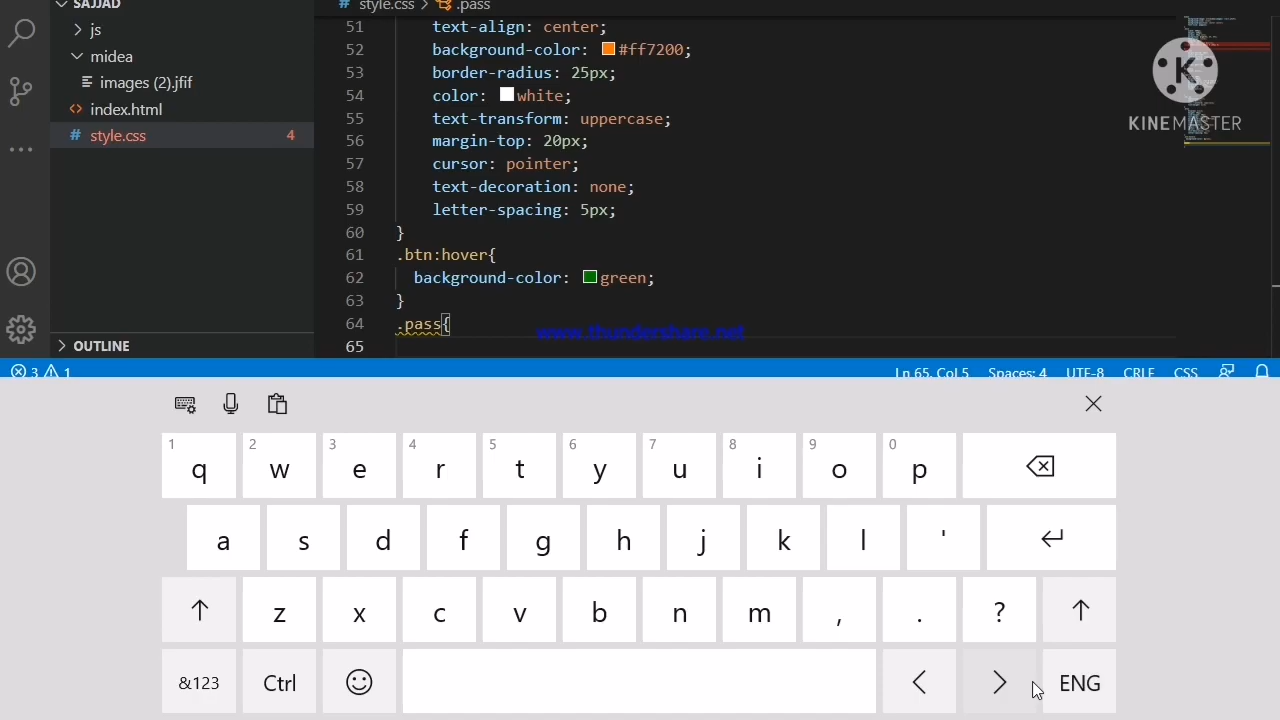 SAJJAD
js
midea
images (2).jfif
index.html
style.css 4
OUTLINE
style.css > .pass
51 text-align: center;
52 background-color: #ff7200;
53 border-radius: 25px;
54 color: white;
55 text-transform: uppercase;
56 margin-top: 20px;
57 cursor: pointer;
58 text-decoration: none;
59 letter-spacing: 5px;
60 }
61 .btn:hover{
62 background-color: green;
63 }
64 .pass{
65
K
KINEMASTER
www.thundershare.net
3 1 Ln 65, Col 5 Spaces: 4 UTF-8 CRLF CSS
1 2 3 4 5 6 7 8 9 0
q w e r t y u i o p
a s d f g h j k l '
z x c v b n m , . ?
&123 Ctrl < > ENG